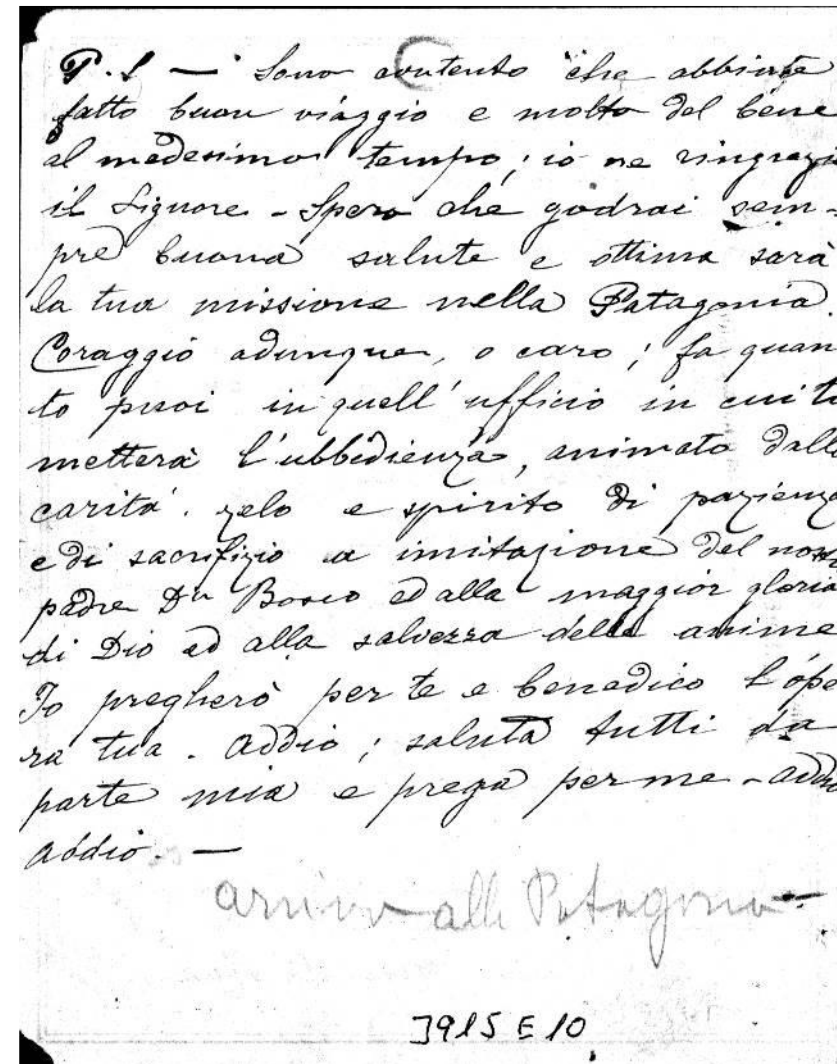 P.S — Sono contento che abbiate
fatto buon viaggio e molto del bene
al medesimo tempo; io ne ringrazio
il Signore - Spero che godrai sem-
pre buona salute e ottima sarà
la tua missione nella Patagonia.
Coraggio adunque, o caro; fa quan
to puoi in quell'ufficio in cui ti
metterà l'ubbidienza, animato dalla
carità. zelo e spirito di pazienza
e di sacrifizio a imitazione del nostro
padre Dn Bosco ed alla maggior gloria
di Dio ed alla salvezza delle anime
Io pregherò per te e benedico l'ope
ra tua. Addio; saluta tutti da
parte mia e prega per me - addio
addio. —
arrivo alla Patagonia -
3915 E 10